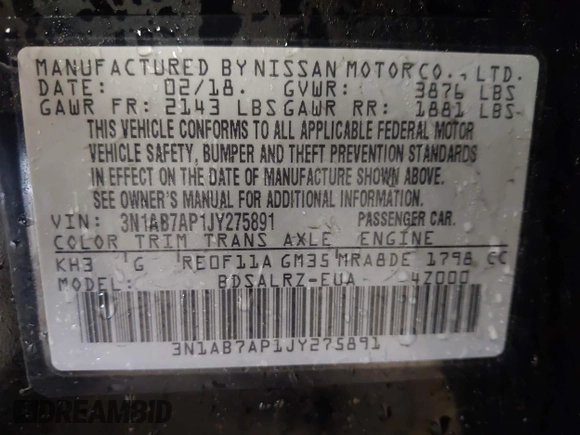 MANUFACTURED BY NISSAN MOTOR CO., LTD.
DATE: 02/18. GVWR: 3876 LBS
GAWR FR: 2143 LBS GAWR RR: 1881 LBS
THIS VEHICLE CONFORMS TO ALL APPLICABLE FEDERAL MOTOR
VEHICLE SAFETY, BUMPER AND THEFT PREVENTION STANDARDS
IN EFFECT ON THE DATE OF MANUFACTURE SHOWN ABOVE.
SEE OWNER'S MANUAL FOR ADDITIONAL INFORMATION.
VIN: 3N1AB7AP1JY275891 PASSENGER CAR.
COLOR TRIM TRANS AXLE ENGINE
KH3 G RE0F11A GM35 MRA8DE 1798 CC
MODEL: BDSALRZ-EUA 4Z000
3N1AB7AP1JY275891
DREAMBID